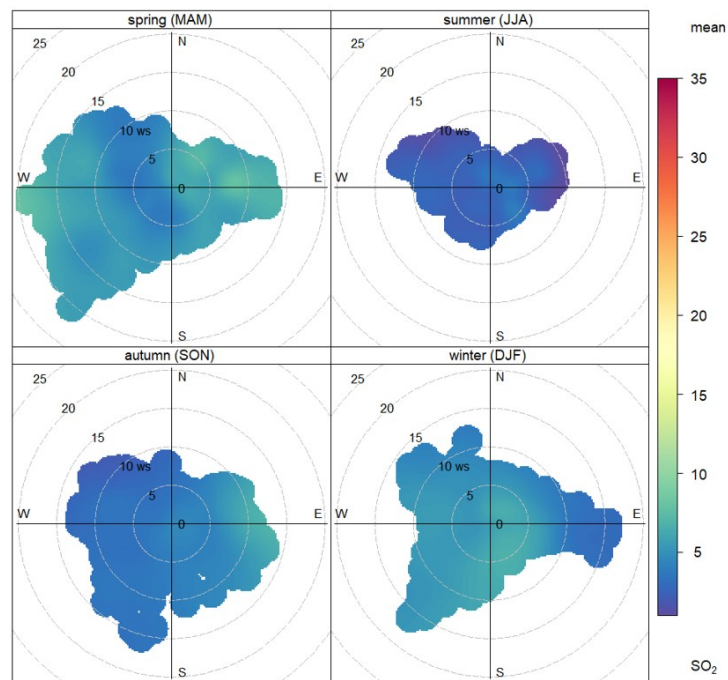 spring (MAM)
25
20
15
10 ws
5
0
N
W
E
S
summer (JJA)
25
20
15
10 ws
5
0
N
W
E
S
autumn (SON)
25
20
15
10 ws
5
0
N
W
E
S
winter (DJF)
25
20
15
10 ws
5
0
N
W
E
S
mean
35
30
25
20
15
10
5
SO₂